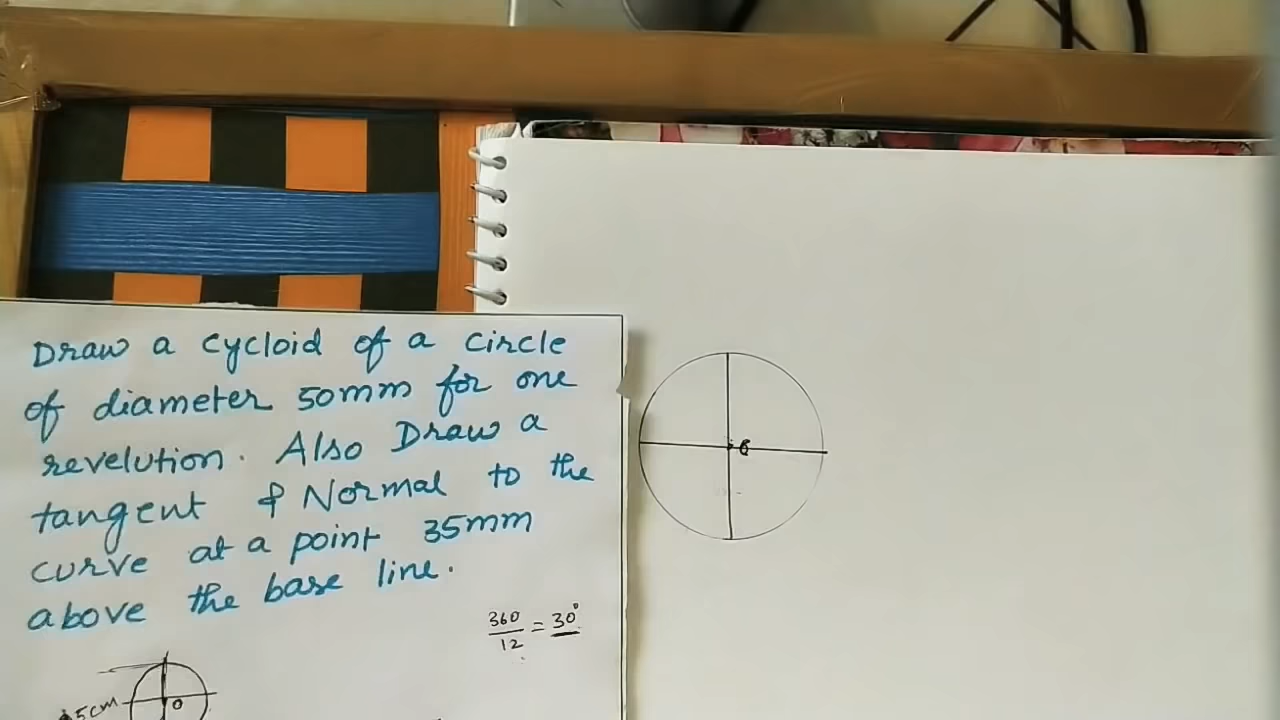 Draw a cycloid of a circle
of diameter 50mm for one
revelution. Also Draw a
tangent & Normal to the
curve at a point 35mm
above the base line.
360/12 = 30°
5cm
O